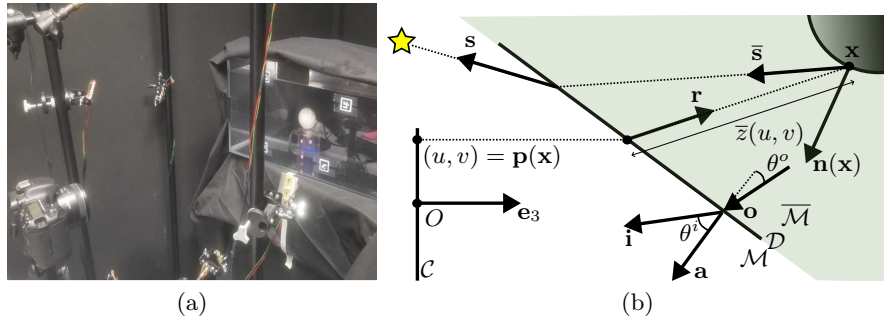 s
s̄
x
r
z̄(u, v)
(u, v) = p(x)
n(x)
θᵒ
O
e₃
o
M̄
i
θⁱ
D
M
a
C
(a)
(b)